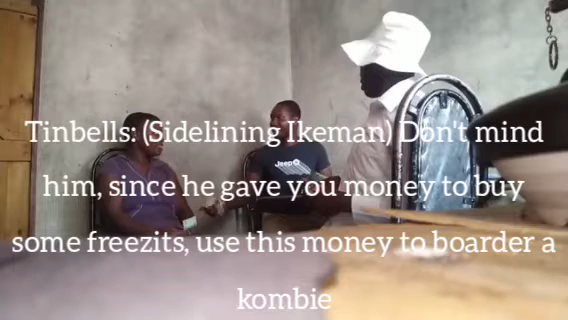 Tinbells: (Sidelining Ikeman) Don't mind
him, since he gave you money to buy
some freezits, use this money to boarder a
kombie
Jeep